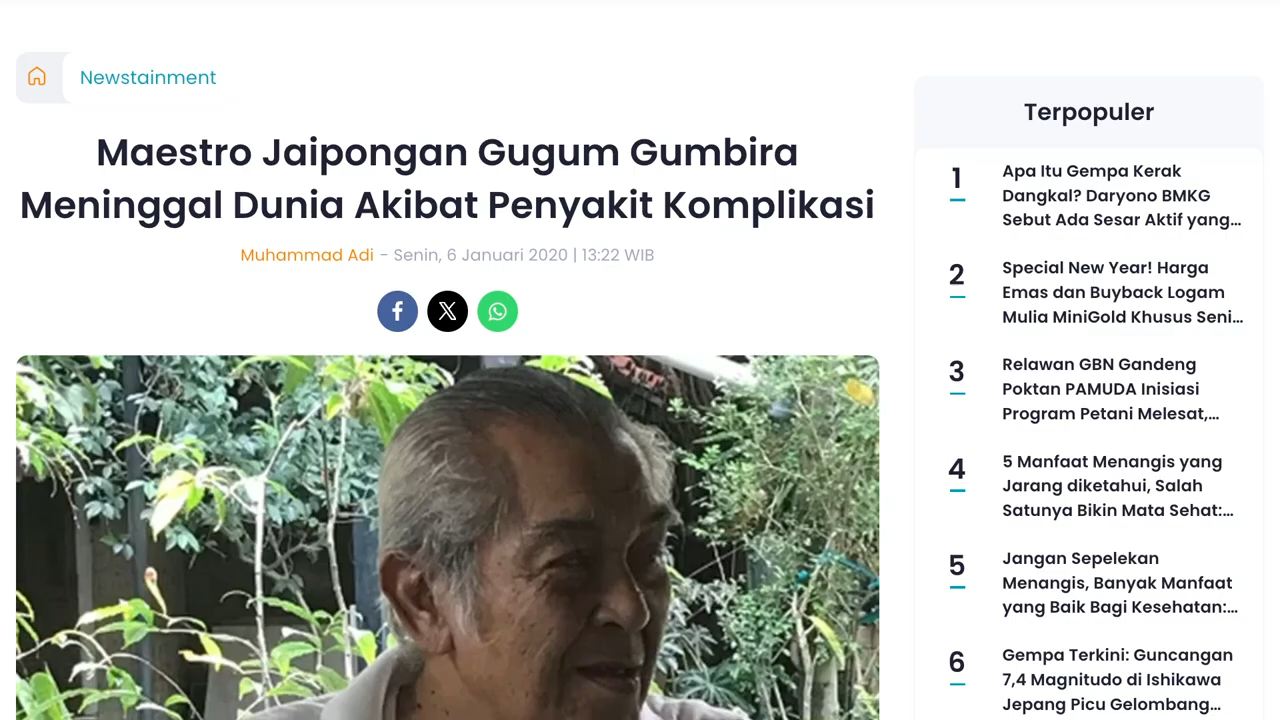 Newstainment
Maestro Jaipongan Gugum Gumbira
Meninggal Dunia Akibat Penyakit Komplikasi
Muhammad Adi - Senin, 6 Januari 2020 | 13:22 WIB
Terpopuler
1
Apa Itu Gempa Kerak
Dangkal? Daryono BMKG
Sebut Ada Sesar Aktif yang...
2
Special New Year! Harga
Emas dan Buyback Logam
Mulia MiniGold Khusus Seni...
3
Relawan GBN Gandeng
Poktan PAMUDA Inisiasi
Program Petani Melesat,...
4
5 Manfaat Menangis yang
Jarang diketahui, Salah
Satunya Bikin Mata Sehat:...
5
Jangan Sepelekan
Menangis, Banyak Manfaat
yang Baik Bagi Kesehatan:...
6
Gempa Terkini: Guncangan
7,4 Magnitudo di Ishikawa
Jepang Picu Gelombang...